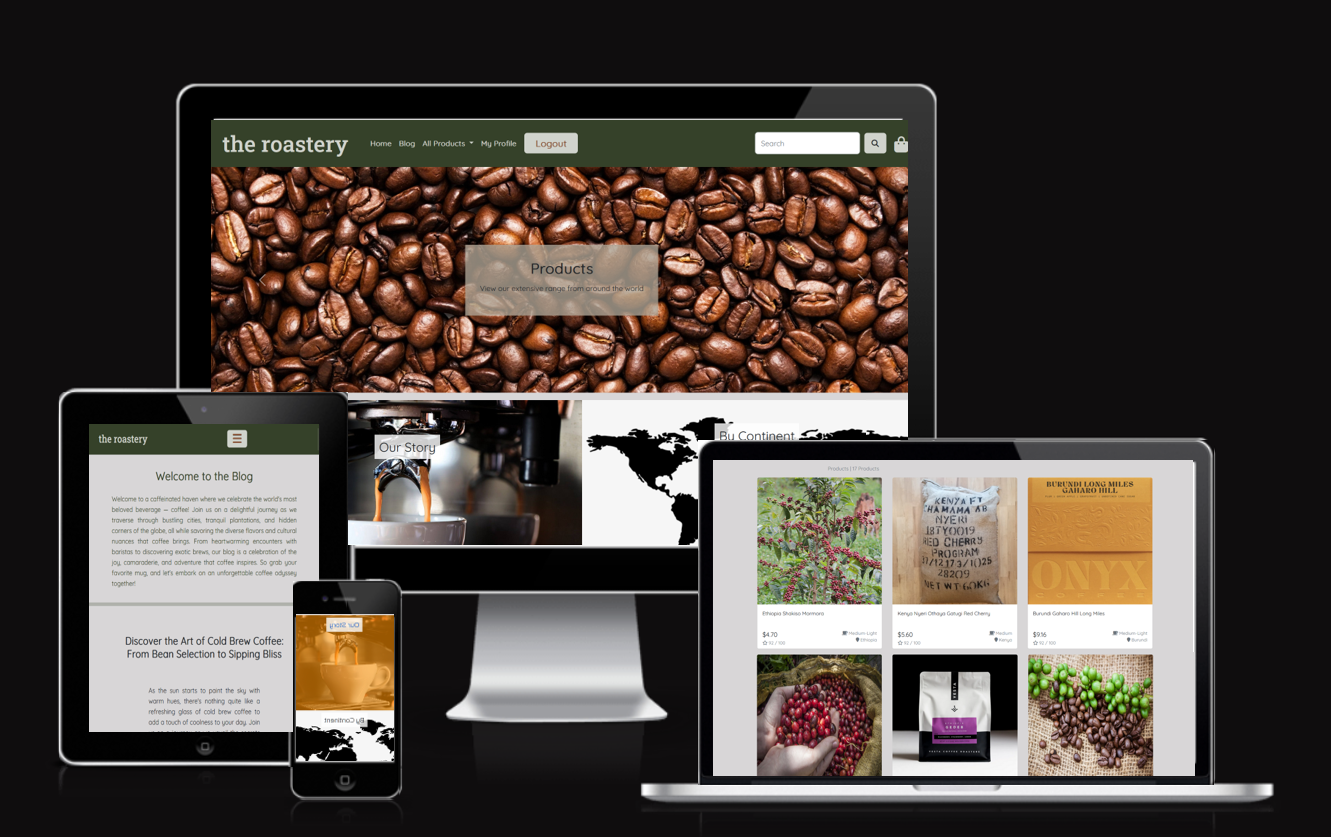 the roastery
Home Blog All Products My Profile Logout
Search
Products
View our extensive range from around the world
Our Story
By Continent
the roastery
Welcome to the Blog
Welcome to a caffeinated haven where we celebrate the world's most
beloved beverage — coffee! Join us on a delightful journey as we
traverse through bustling cities, tranquil plantations, and hidden
corners of the globe, all while savoring the diverse flavors and cultural
nuances that coffee brings. From heartwarming encounters with
baristas to discovering exotic brews, our blog is a celebration of the
joy, camaraderie, and adventure that coffee inspires. So grab your
favorite mug, and let's embark on an unforgettable coffee odyssey
together!
Discover the Art of Cold Brew Coffee:
From Bean Selection to Sipping Bliss
As the sun starts to paint the sky with
warm hues, there's nothing quite like a
refreshing glass of cold brew coffee to
add a touch of coolness to your day. Join
Our Story
By Continent
Products | 17 Products
KENYA FT
CHAMAMA AB
NYERI
18TY0019
RED CHERRY
PROGRAM
28209
NET WT 60KG
BURUNDI LONG MILES
GAHARO HILL
ONYX
COFFEE
Ethiopia Shakiso Mormora
$4.70 Medium-Light
Ethiopia
Kenya Nyeri Othaya Gatugi Red Cherry
$5.60 Medium
95 / 100 Kenya
Burundi Gaharo Hill Long Miles
$9.16 Medium-Light
Burundi
VESTA